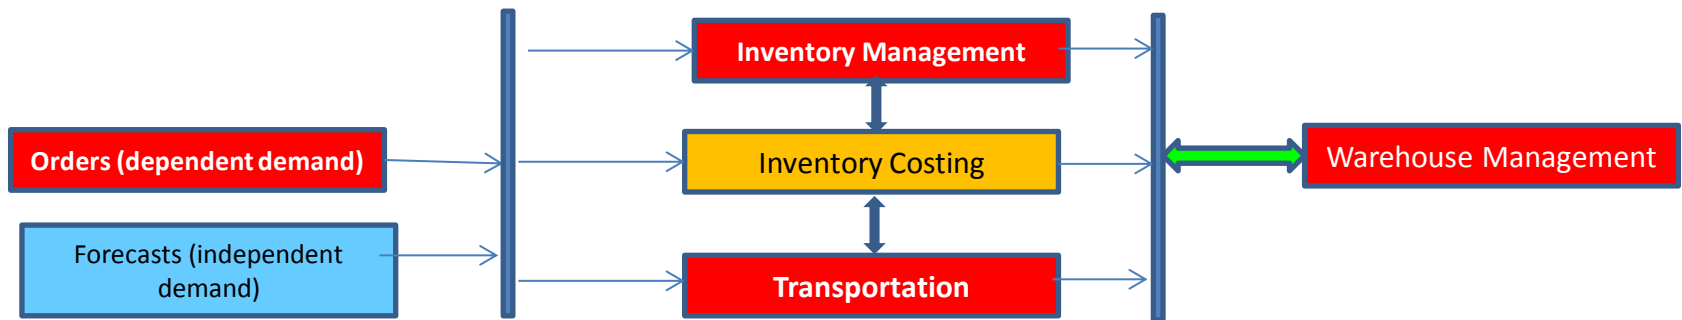 Inventory Management
Orders (dependent demand)
Inventory Costing
Warehouse Management
Forecasts (independent
demand)
Transportation